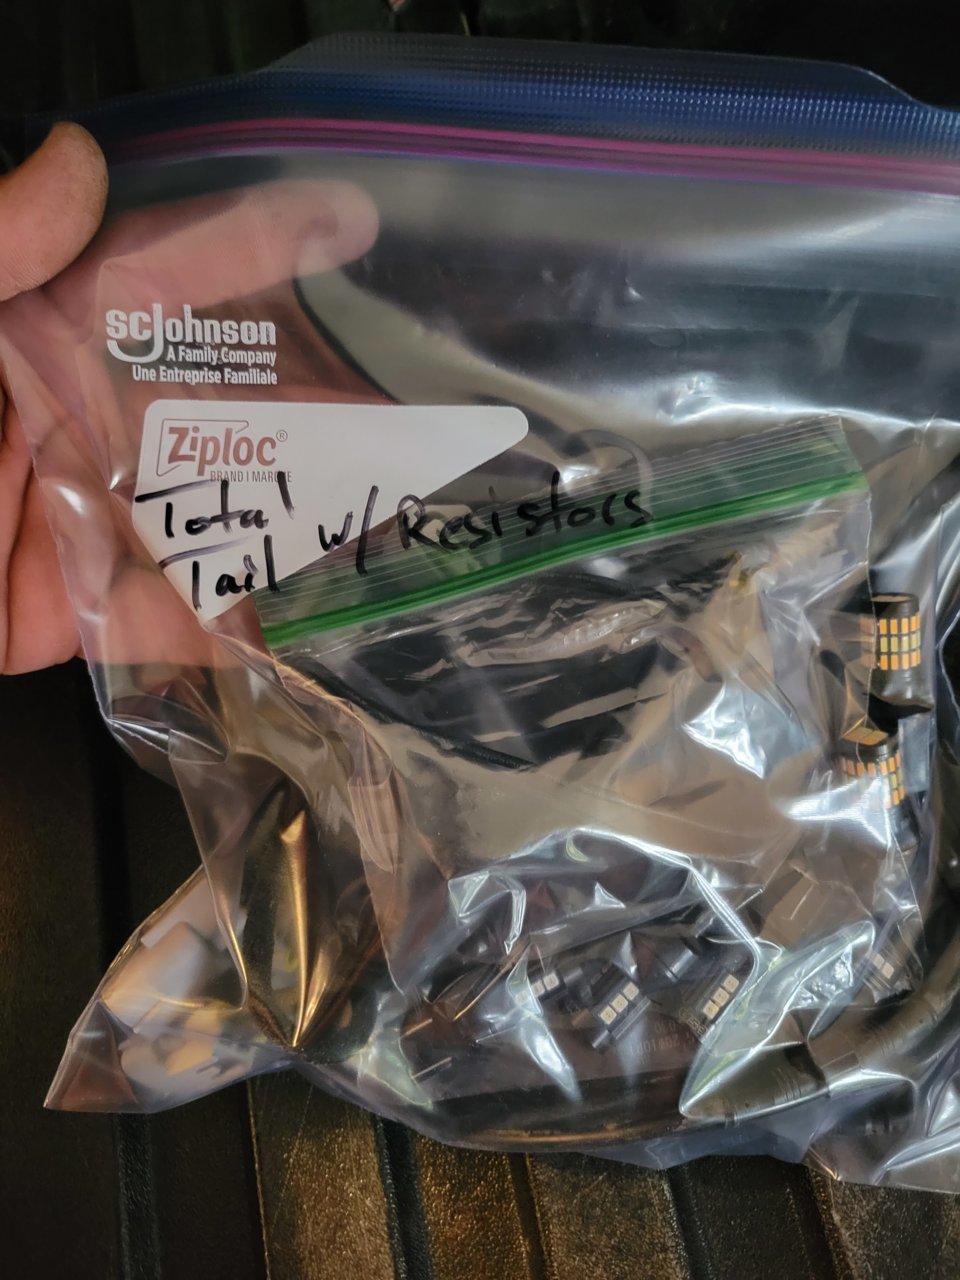 scJohnson
A Family Company
Une Entreprise Familiale
Ziploc®
BRAND | MARQUE
Total
Tail w/ Resistors